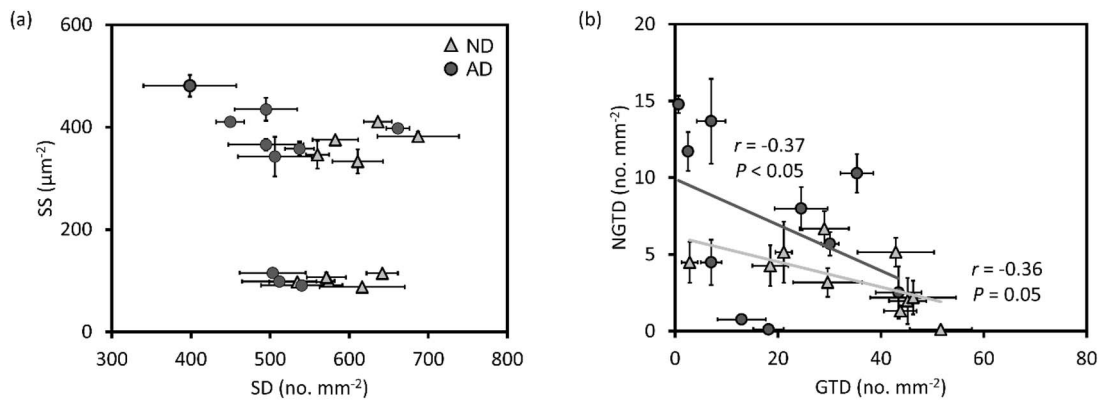 (a)
600
400
200
0
SS (µm⁻²)
300 400 500 600 700 800
SD (no. mm⁻²)
ND
AD
(b)
20
15
10
5
0
NGTD (no. mm⁻²)
r = -0.37
P < 0.05
r = -0.36
P = 0.05
0 20 40 60 80
GTD (no. mm⁻²)